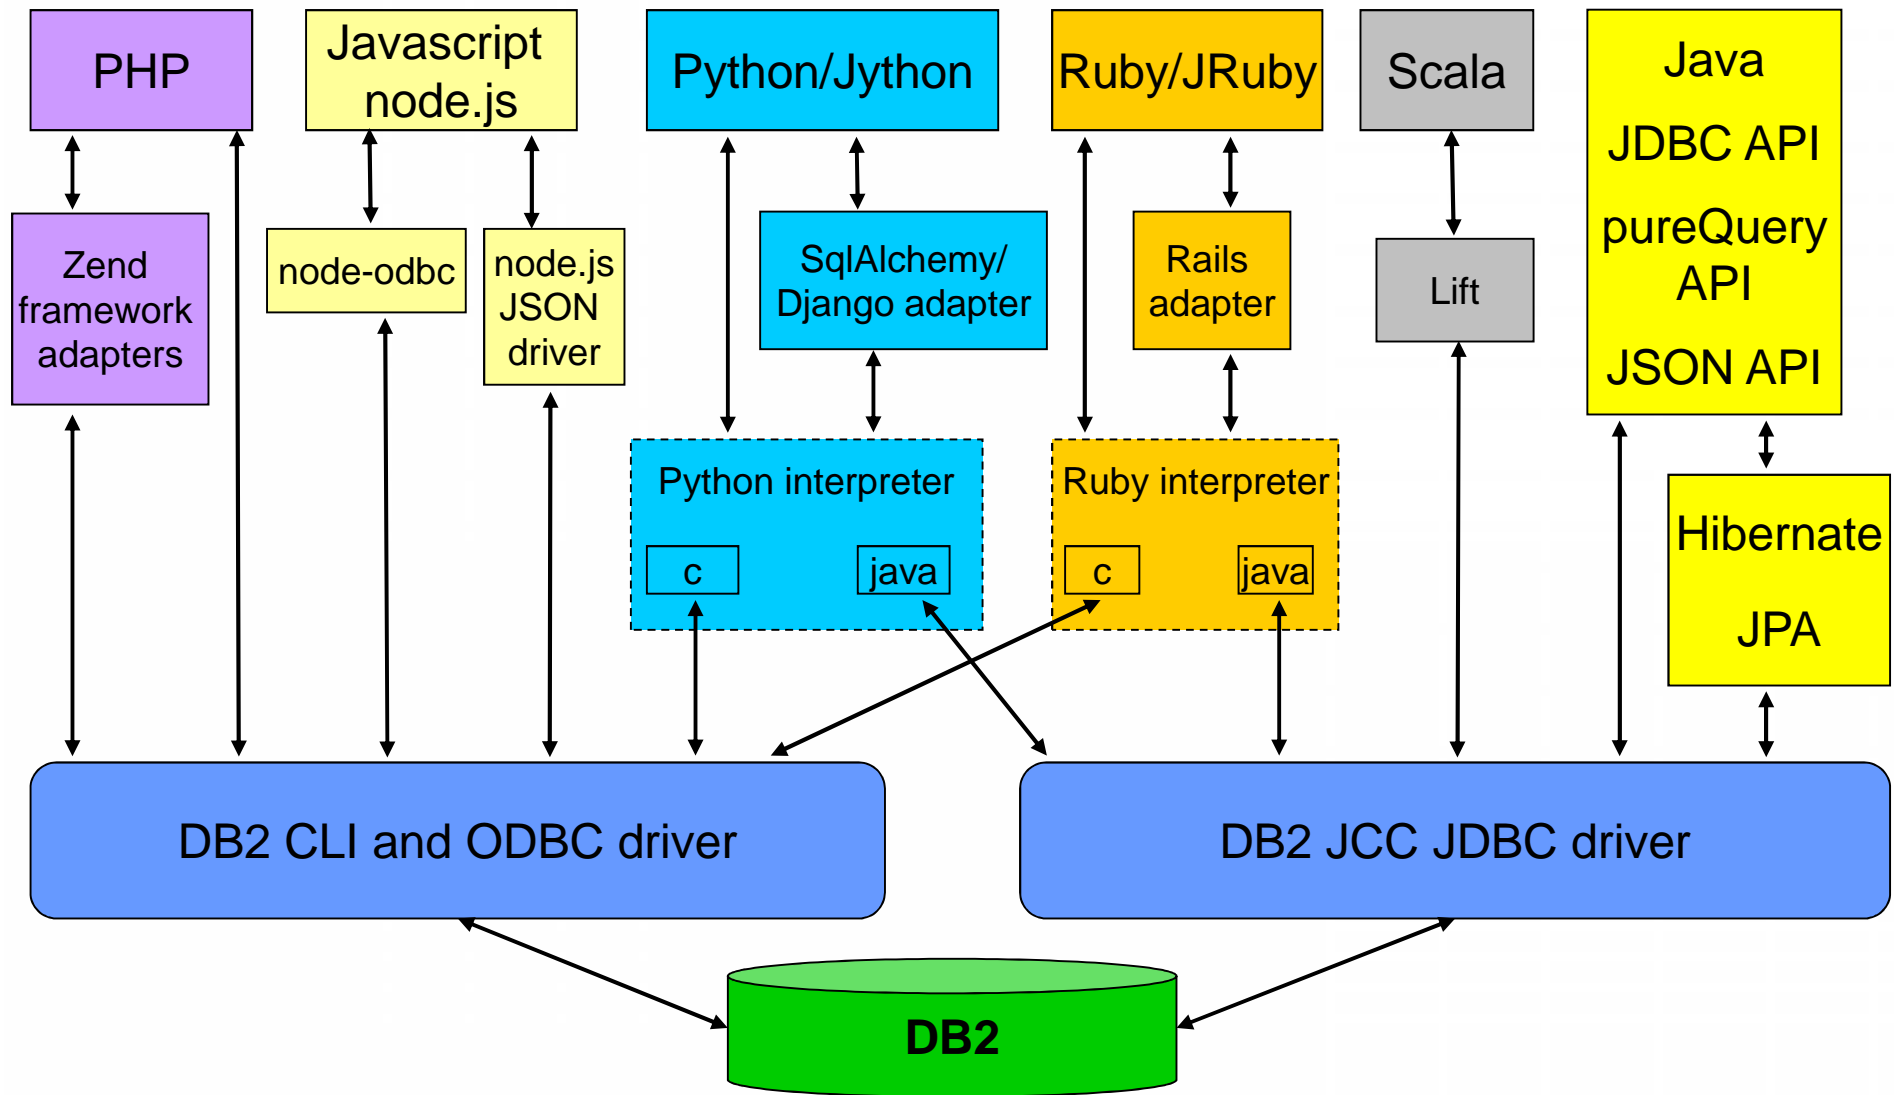 PHP
Javascript
node.js
Python/Jython
Ruby/JRuby
Scala
Java
JDBC API
pureQuery
API
JSON API
Zend
framework
adapters
node-odbc
node.js
JSON
driver
SqlAlchemy/
Django adapter
Rails
adapter
Lift
Python interpreter
c
java
Ruby interpreter
c
java
Hibernate
JPA
DB2 CLI and ODBC driver
DB2 JCC JDBC driver
DB2